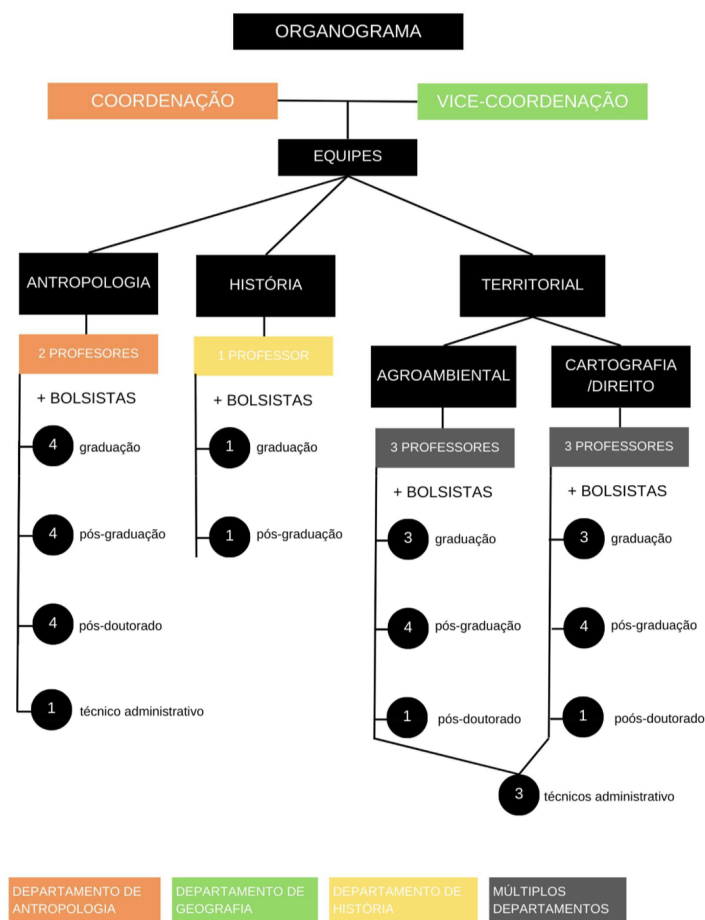 ORGANOGRAMA
COORDENAÇÃO
VICE-COORDENAÇÃO
EQUIPES
ANTROPOLOGIA
2 PROFESORES
+ BOLSISTAS
4 graduação
4 pós-graduação
4 pós-doutorado
1 técnico administrativo
HISTÓRIA
1 PROFESSOR
+ BOLSISTAS
1 graduação
1 pós-graduação
TERRITORIAL
AGROAMBIENTAL
3 PROFESSORES
+ BOLSISTAS
3 graduação
4 pós-graduação
1 pós-doutorado
CARTOGRAFIA
/DIREITO
3 PROFESSORES
+ BOLSISTAS
3 graduação
4 pós-graduação
1 poós-doutorado
3 técnicos administrativo
DEPARTAMENTO DE
ANTROPOLOGIA
DEPARTAMENTO DE
GEOGRAFIA
DEPARTAMENTO DE
HISTÓRIA
MÚLTIPLOS
DEPARTAMENTOS